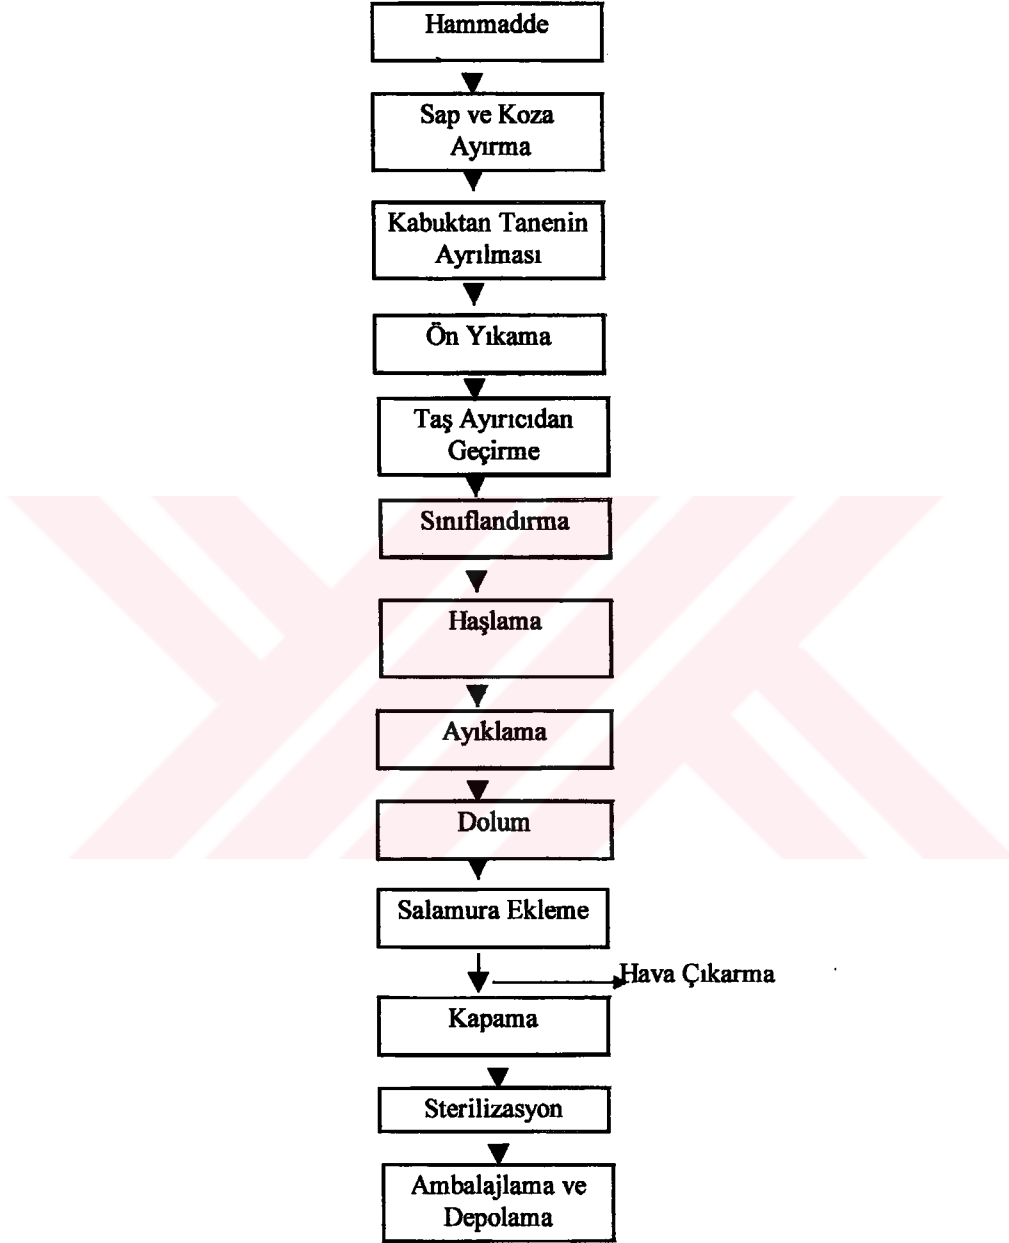 Hammadde
Sap ve Koza
Ayırma
Kabuktan Tanenin
Ayrılması
Ön Yıkama
Taş Ayırıcıdan
Geçirme
Sınıflandırma
Haşlama
Ayıklama
Dolum
Salamura Ekleme
Hava Çıkarma
Kapama
Sterilizasyon
Ambalajlama ve
Depolama